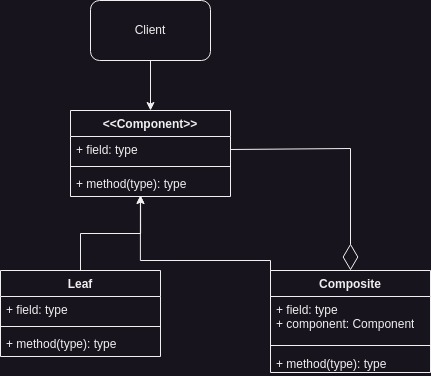 Client
<<Component>>
+ field: type
+ method(type): type
Leaf
+ field: type
+ method(type): type
Composite
+ field: type
+ component: Component
+ method(type): type